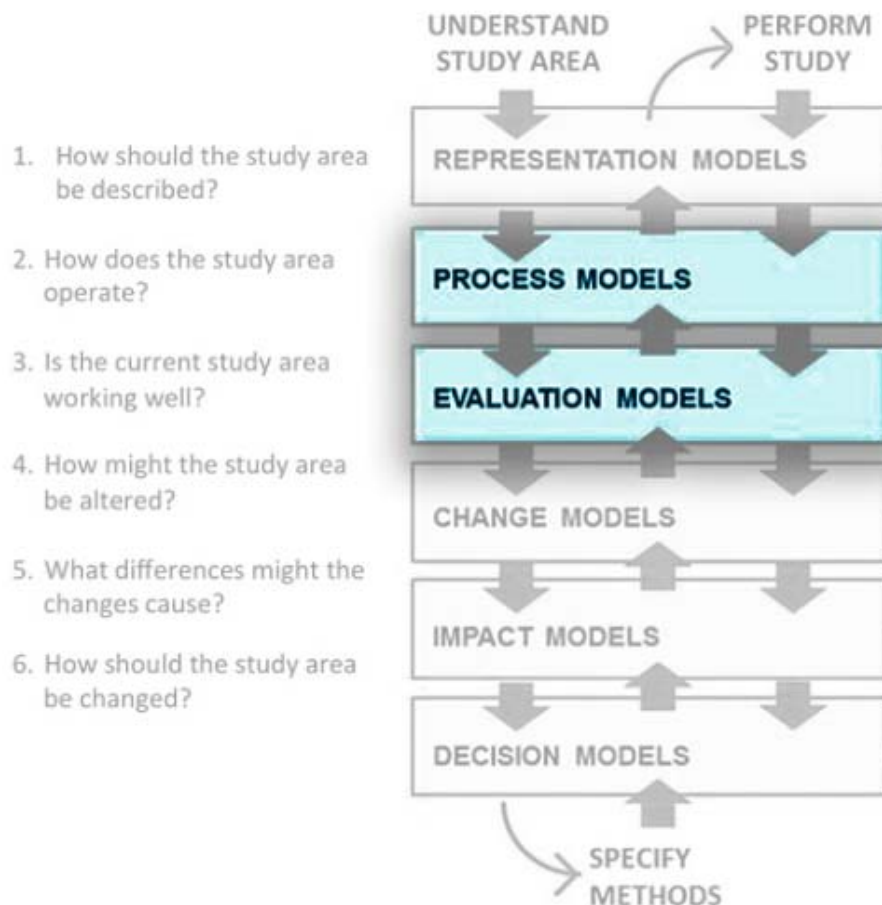 UNDERSTAND
STUDY AREA
PERFORM
STUDY
1. How should the study area
be described?
REPRESENTATION MODELS
2. How does the study area
operate?
PROCESS MODELS
3. Is the current study area
working well?
EVALUATION MODELS
4. How might the study area
be altered?
CHANGE MODELS
5. What differences might the
changes cause?
IMPACT MODELS
6. How should the study area
be changed?
DECISION MODELS
SPECIFY
METHODS